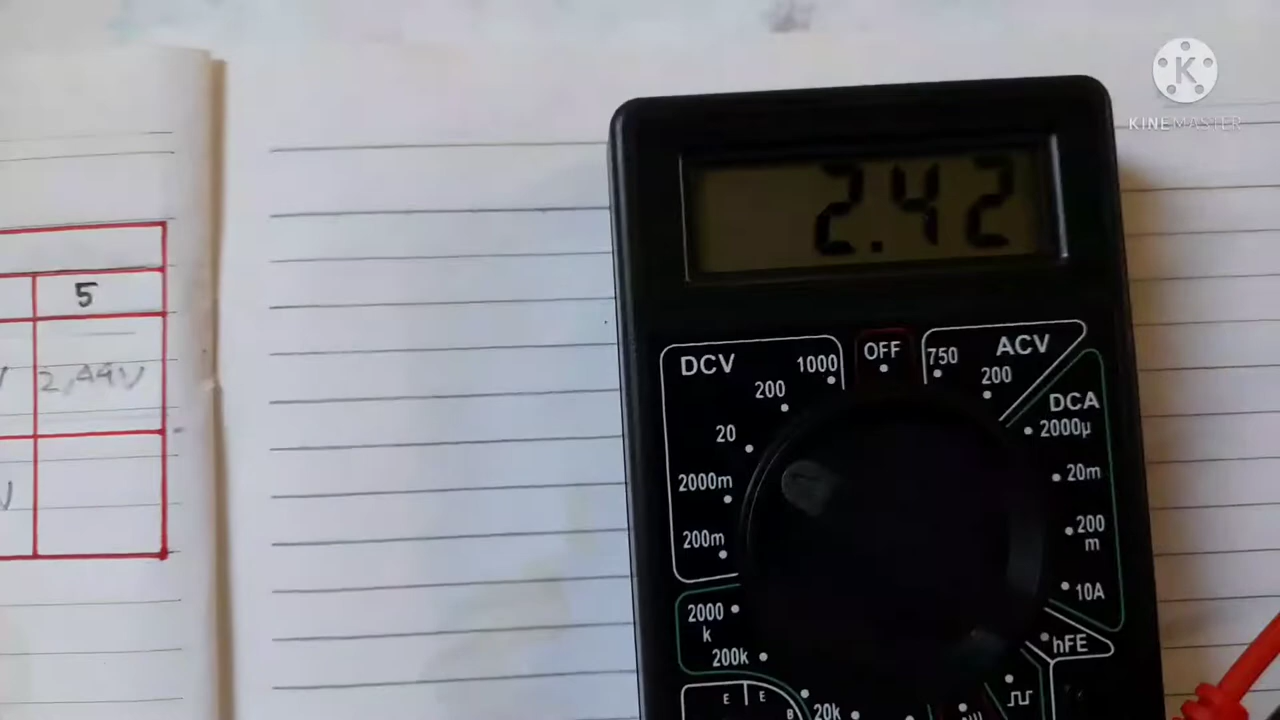 K
KINEMASTER
2.42
5
2,44V
V
V
DCV
1000
OFF
750
ACV
200
200
DCA
20
2000µ
2000m
20m
200m
200
m
10A
2000
k
hFE
200k
E
E
B
20k